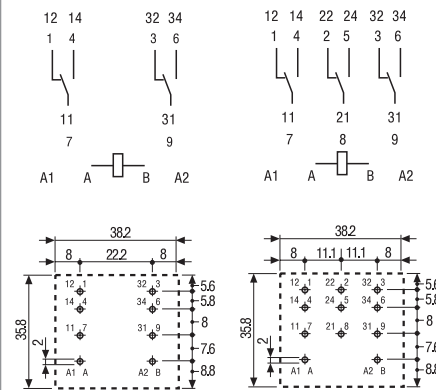 12 14 32 34
1 4 3 6
11 31
7 9
A1 A B A2
12 14 22 24 32 34
1 4 2 5 3 6
11 21 31
7 8 9
A1 A B A2
38.2
8 22.2 8
12 1 32 3
14 4 34 6
11 7 31 9
A1 A A2 B
35.8
2
5.6
5.8
8
7.6
8.8
38.2
8 11.1 11.1 8
12 1 22 2 32 3
14 4 24 5 34 6
11 7 21 8 31 9
A1 A A2 B
35.8
2
5.6
5.8
8
7.6
8.8